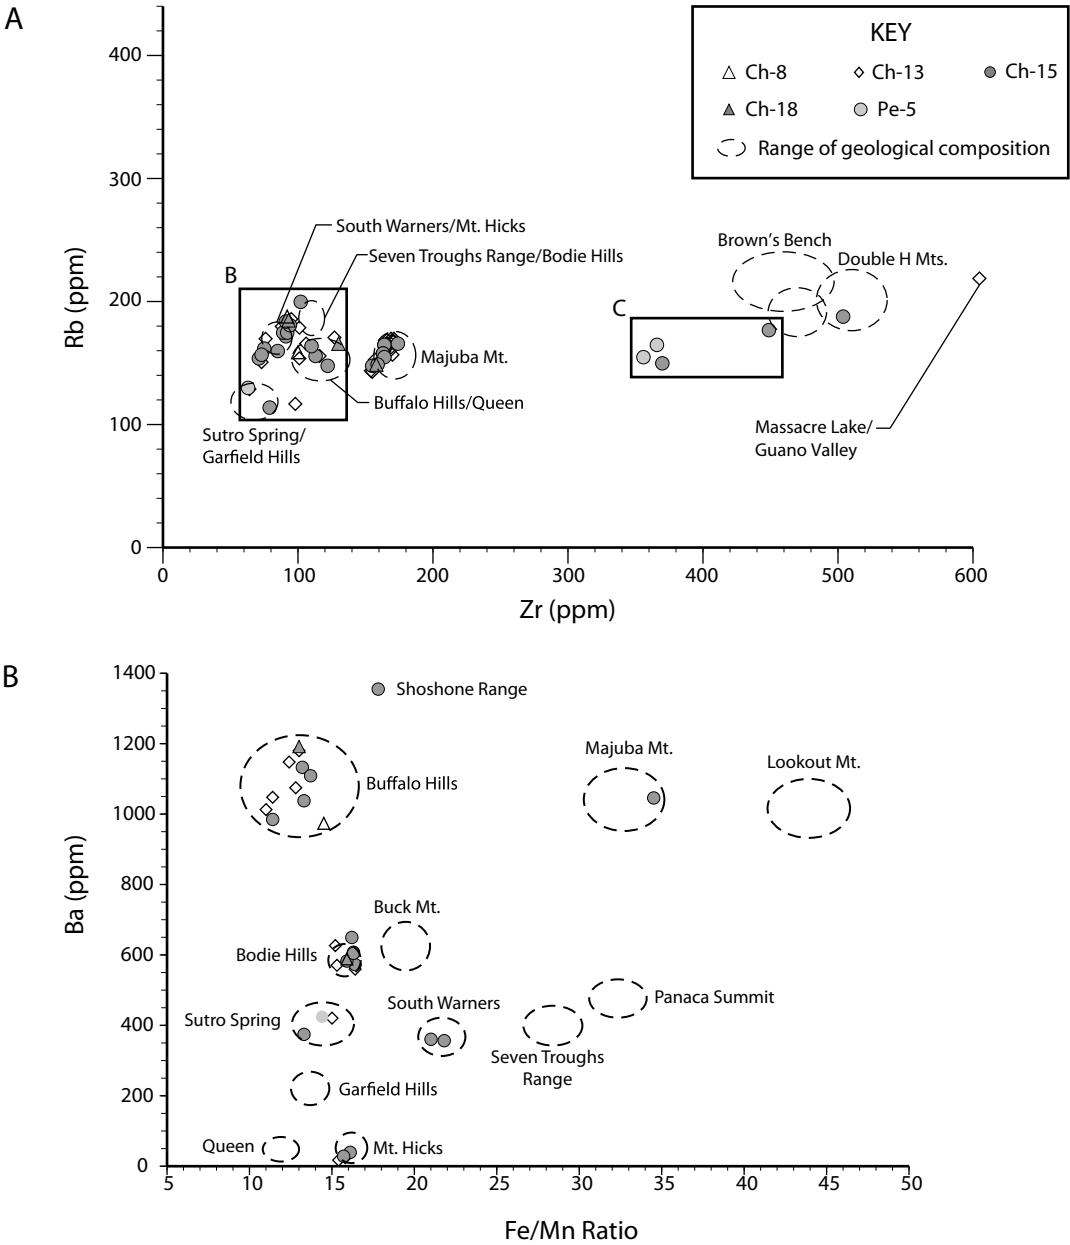 A
KEY
Ch-8
Ch-13
Ch-15
Ch-18
Pe-5
Range of geological composition
400
300
200
100
0
Rb (ppm)
South Warners/Mt. Hicks
Seven Troughs Range/Bodie Hills
B
Majuba Mt.
Buffalo Hills/Queen
Sutro Spring/
Garfield Hills
Brown's Bench
Double H Mts.
C
Massacre Lake/
Guano Valley
0
100
200
300
400
500
600
Zr (ppm)
B
1400
1200
1000
800
600
400
200
0
Ba (ppm)
Shoshone Range
Buffalo Hills
Majuba Mt.
Lookout Mt.
Buck Mt.
Bodie Hills
Panaca Summit
South Warners
Sutro Spring
Seven Troughs
Range
Garfield Hills
Queen
Mt. Hicks
5
10
15
20
25
30
35
40
45
50
Fe/Mn Ratio